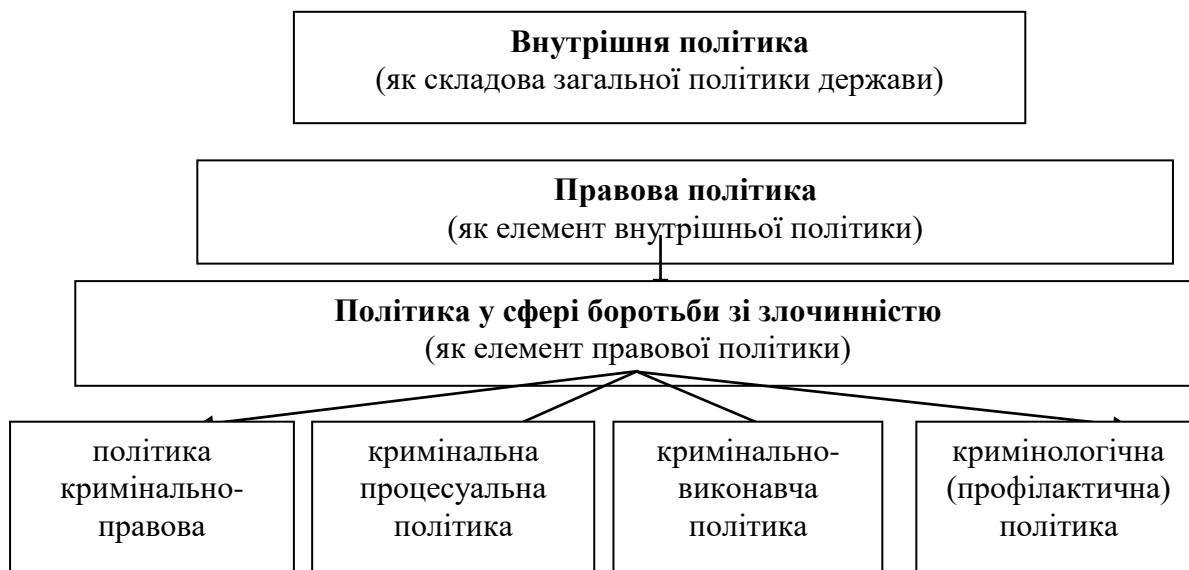 Внутрішня політика
(як складова загальної політики держави)
Правова політика
(як елемент внутрішньої політики)
Політика у сфері боротьби зі злочинністю
(як елемент правової політики)
політика
кримінально-
правова
кримінальна
процесуальна
політика
кримінально-
виконавча
політика
кримінологічна
(профілактична)
політика